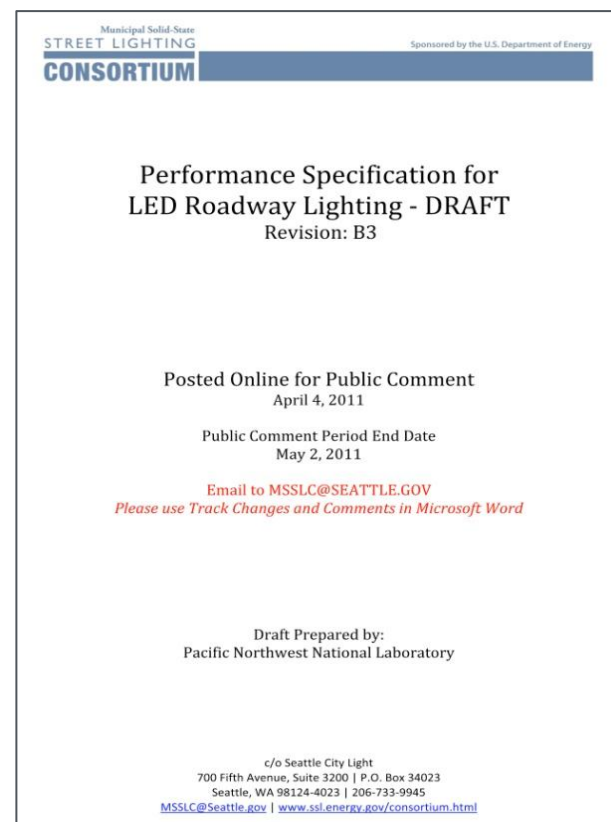 Municipal Solid-State
STREET LIGHTING
CONSORTIUM
Sponsored by the U.S. Department of Energy
Performance Specification for
LED Roadway Lighting - DRAFT
Revision: B3
Posted Online for Public Comment
April 4, 2011
Public Comment Period End Date
May 2, 2011
Email to MSSLC@SEATTLE.GOV
Please use Track Changes and Comments in Microsoft Word
Draft Prepared by:
Pacific Northwest National Laboratory
c/o Seattle City Light
700 Fifth Avenue, Suite 3200 | P.O. Box 34023
Seattle, WA 98124-4023 | 206-733-9945
MSSLC@Seattle.gov | www.ssl.energy.gov/consortium.html